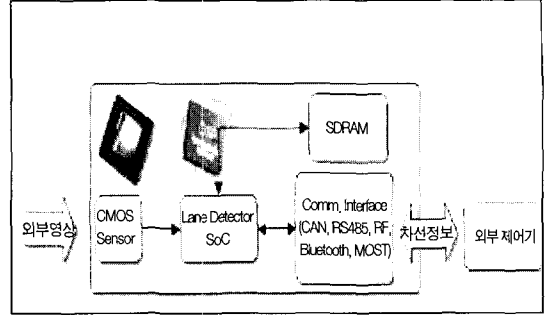 SDRAM
외부영상
CMOS
Sensor
Lane Detector
SoC
Comm. Interface
(CAN, RS485, RF,
Bluetooth, MOST)
차선정보
외부 제어기